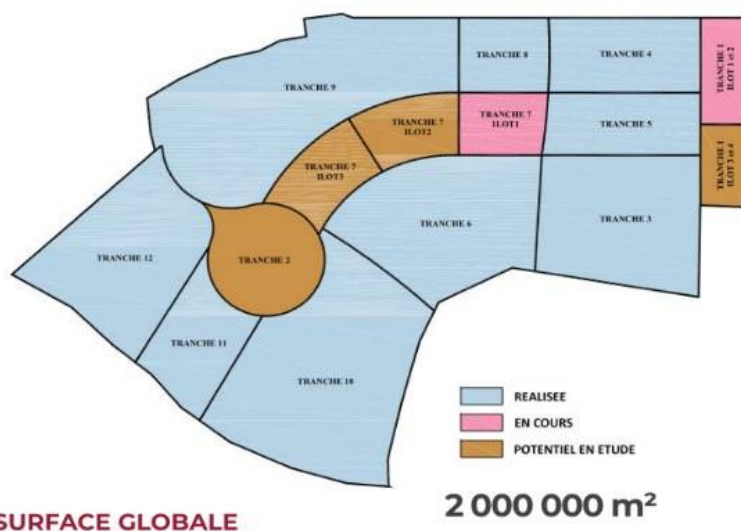 TRANCHE 9
TRANCHE 8
TRANCHE 4
TRANCHE 1
ILOT 1 et 2
TRANCHE 7
ILOT2
TRANCHE 7
ILOT1
TRANCHE 5
TRANCHE 7
ILOT3
TRANCHE 1
ILOT 3 et 4
TRANCHE 6
TRANCHE 3
TRANCHE 12
TRANCHE 2
TRANCHE 11
TRANCHE 10
REALISEE
EN COURS
POTENTIEL EN ETUDE
SURFACE GLOBALE
2 000 000 m²